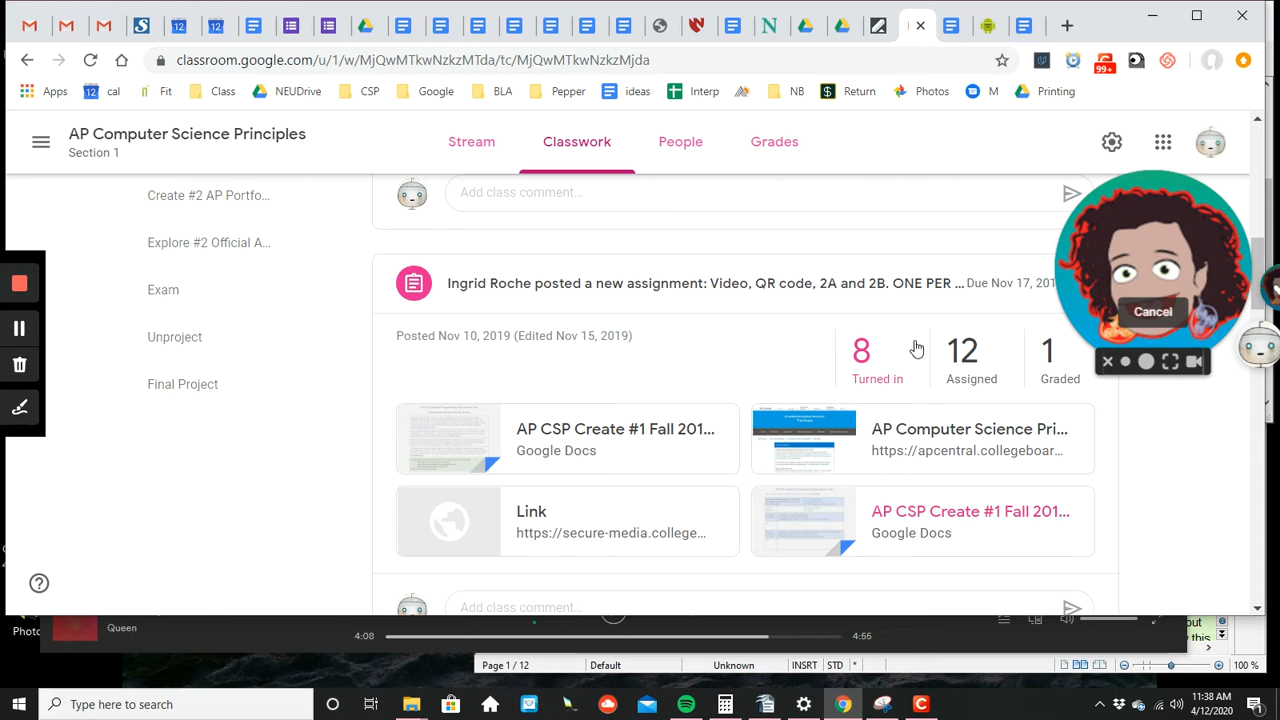 classroom.google.com/u/1/w/MjQwMTkwNzkzMTda/tc/MjQwMTkwNzkzMjda
99+
Apps
12 cal
Fit
Class
NEUDrive
CSP
Google
BLA
Pepper
ideas
Interp
NB
Return
Photos
M
Printing
AP Computer Science Principles
Section 1
Stream
Classwork
People
Grades
Create #2 AP Portfo...
Explore #2 Official A...
Exam
Unproject
Final Project
Add class comment...
Ingrid Roche posted a new assignment: Video, QR code, 2A and 2B. ONE PER ...
Due Nov 17, 201
Posted Nov 10, 2019 (Edited Nov 15, 2019)
8
Turned in
12
Assigned
1
Graded
Cancel
AP CSP Create #1 Fall 201...
Google Docs
AP Computer Science Pri...
https://apcentral.collegeboar...
Link
https://secure-media.college...
AP CSP Create #1 Fall 201...
Google Docs
Add class comment...
Photo
Queen
4:08
4:55
out
this
Page 1 / 12
Default
Unknown
INSRT
STD
*
100 %
Type here to search
11:38 AM
4/12/2020